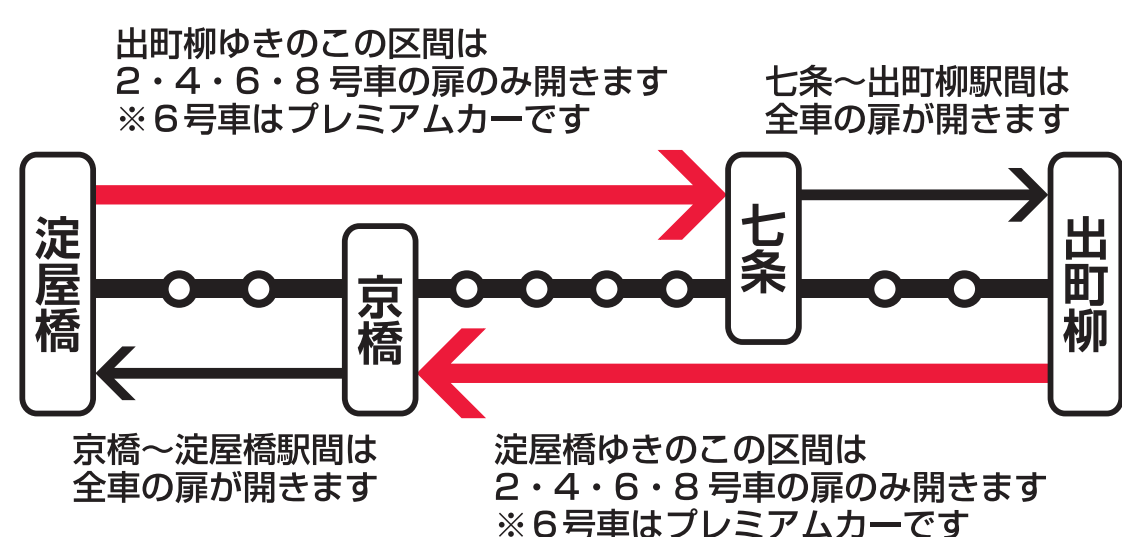 出町柳ゆきのこの区間は
2・4・6・8 号車の扉のみ開きます
※6号車はプレミアムカーです
七条～出町柳駅間は
全車の扉が開きます
淀屋橋
京橋
七条
出町柳
京橋～淀屋橋駅間は
全車の扉が開きます
淀屋橋ゆきのこの区間は
2・4・6・8 号車の扉のみ開きます
※6号車はプレミアムカーです